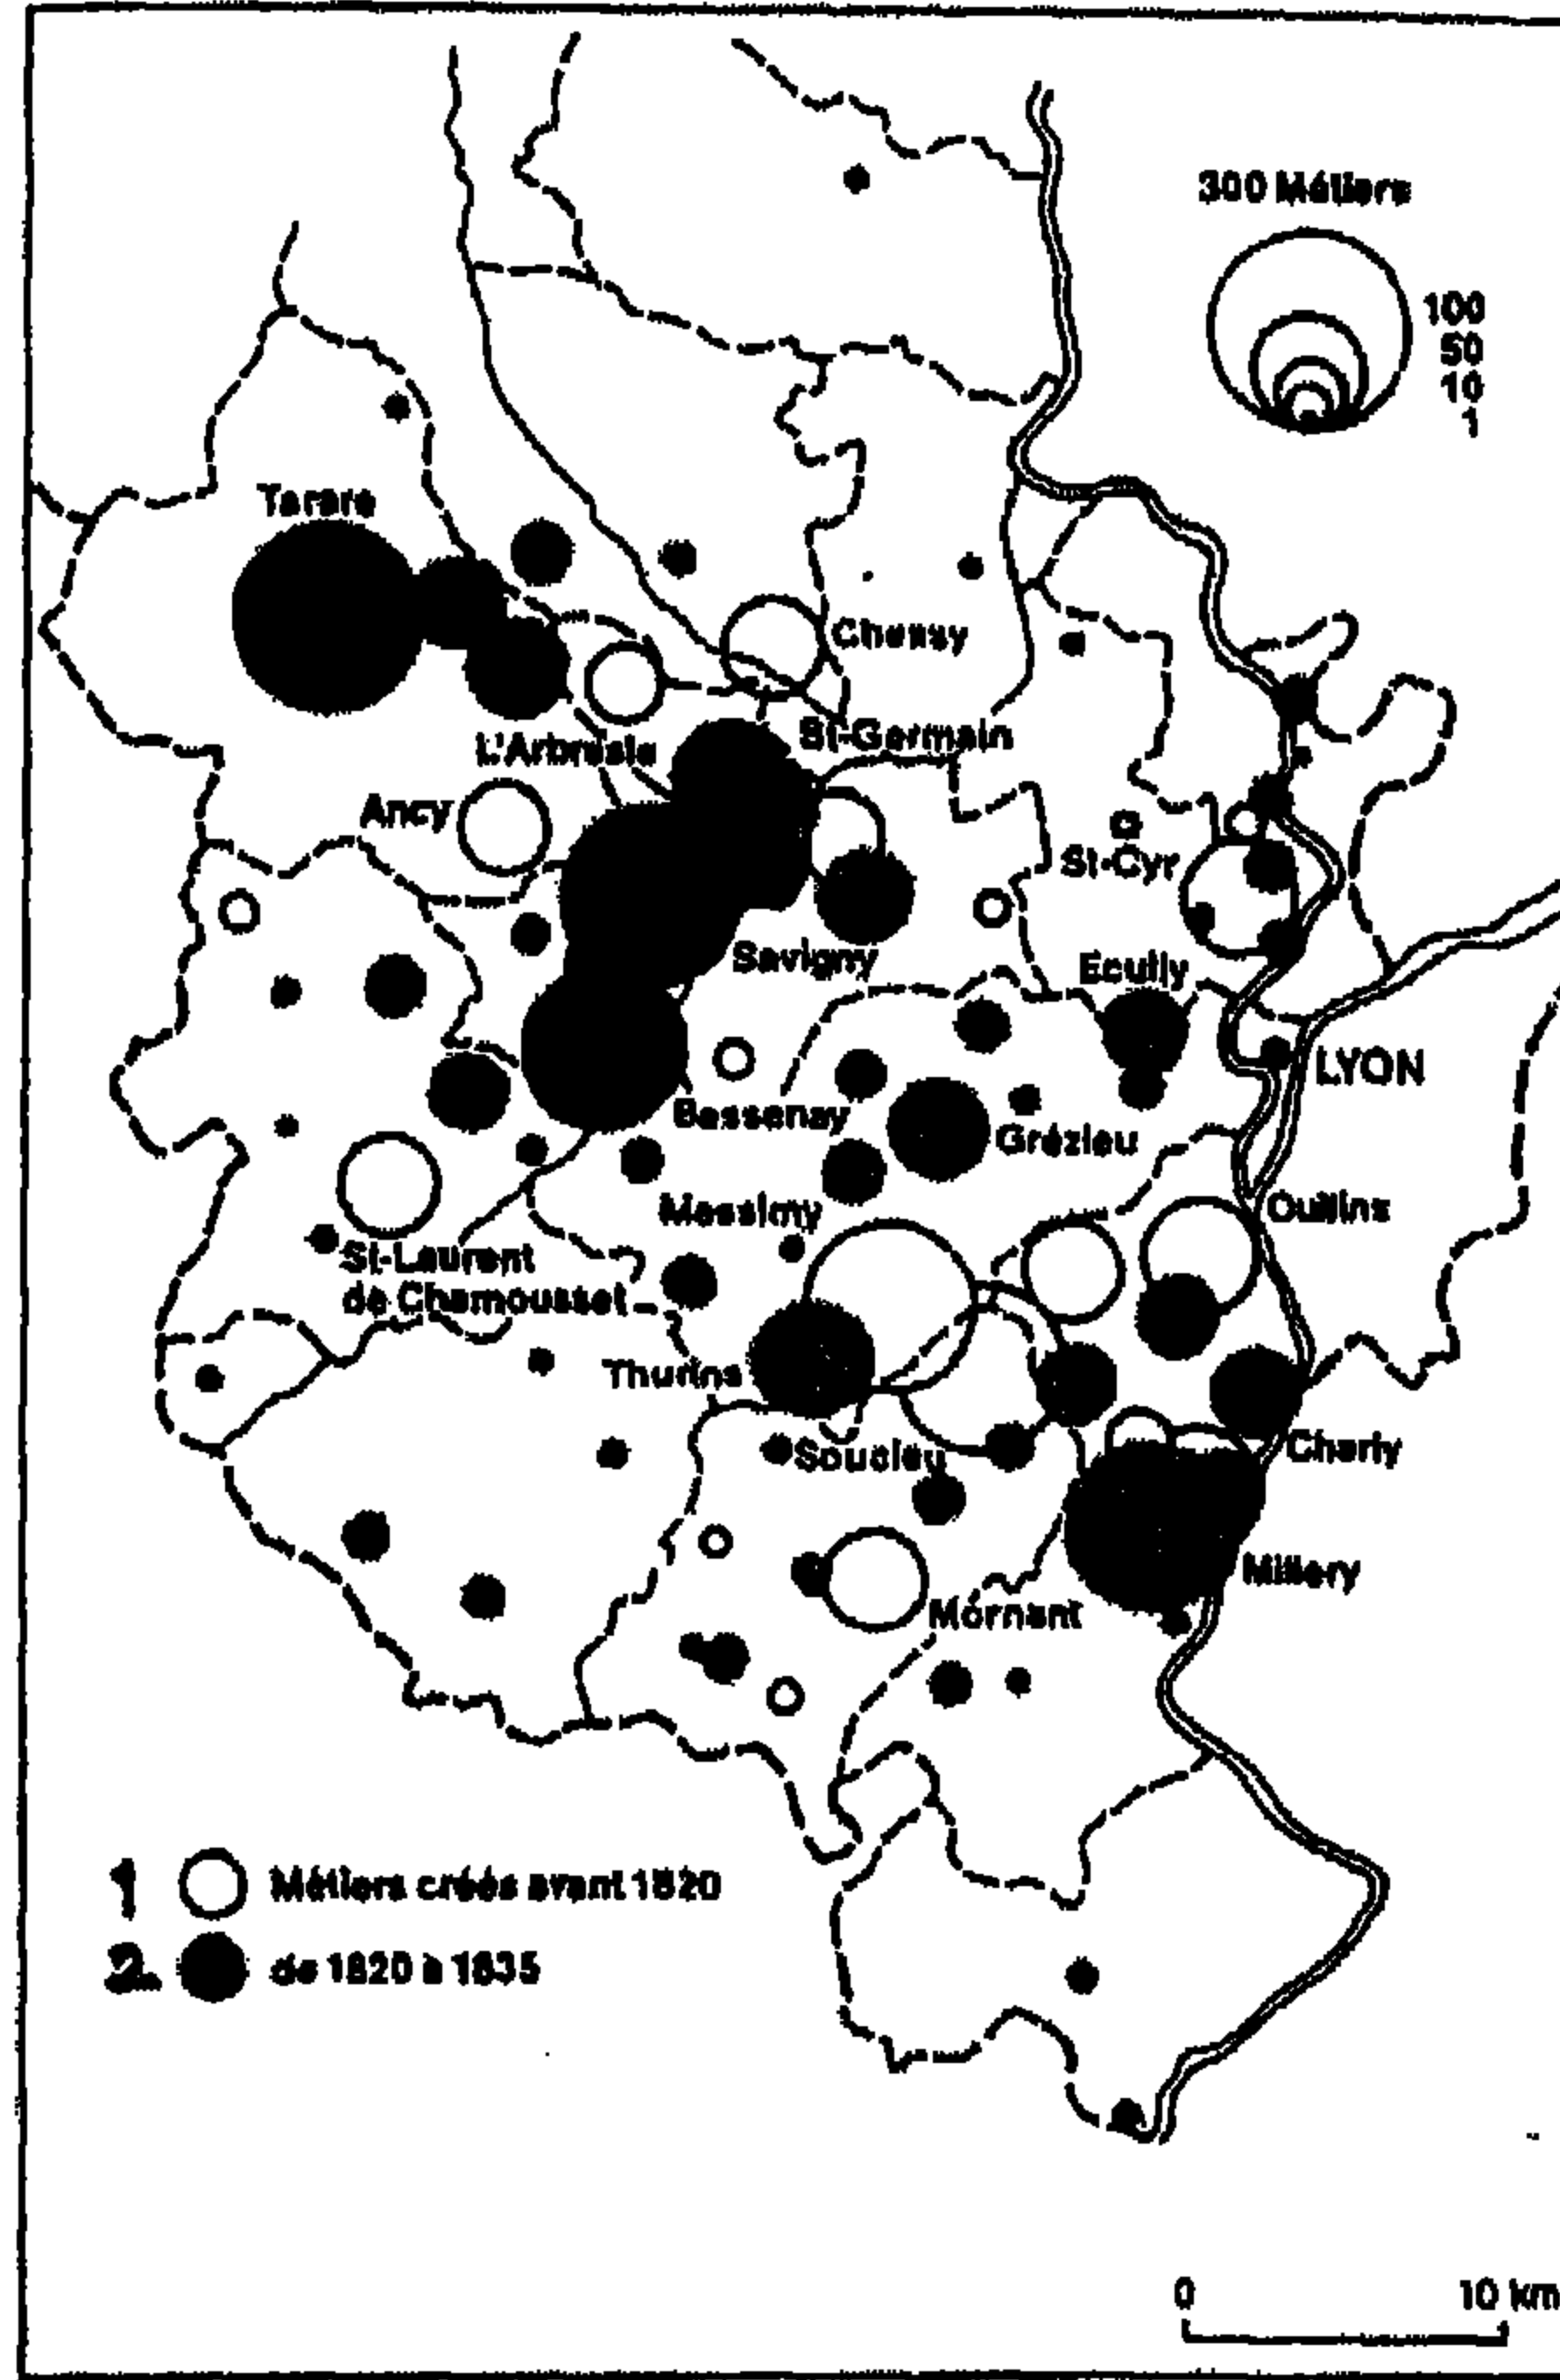 300 Métiers
100
50
10
1
Tarare
Chessy
St-Germain
L'Arbresle
Ancy
St-Cyr
Savigny
Ecully
LYON
Bessenay
Grézieu
Messimy
Oullins
St-Laurent
de Chamousset
Thurins
Soucieu
Charly
Millery
Mornant
1 Métiers créés avant 1820
2 de 1820 à 1835
0 10 km